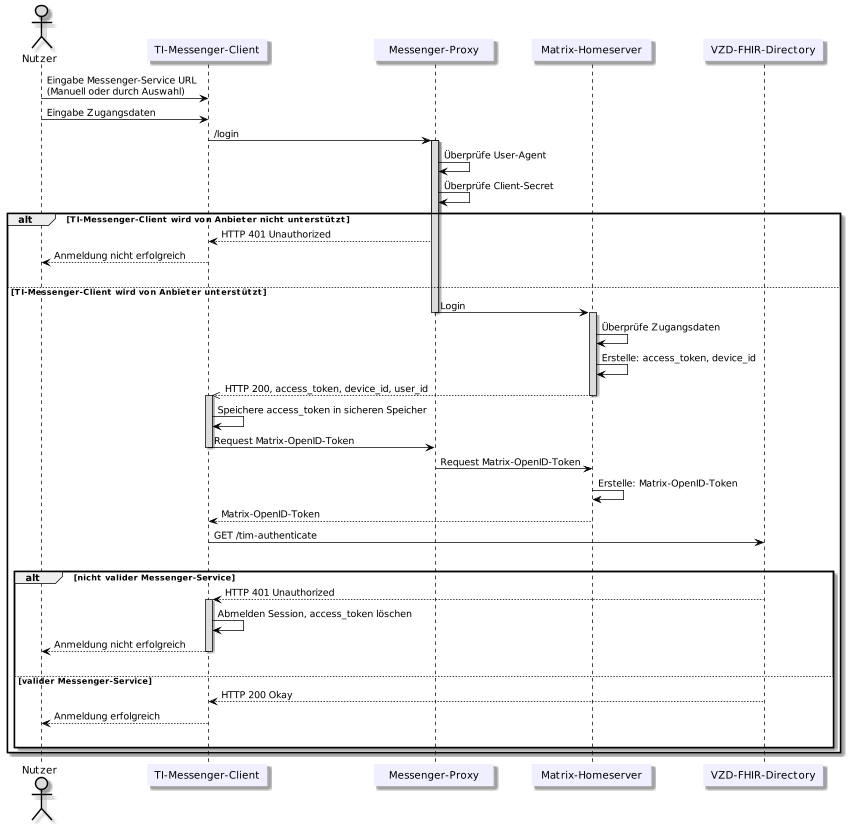 Nutzer
TI-Messenger-Client
Messenger-Proxy
Matrix-Homeserver
VZD-FHIR-Directory
Eingabe Messenger-Service URL
(Manuell oder durch Auswahl)
Eingabe Zugangsdaten
/login
Überprüfe User-Agent
Überprüfe Client-Secret
alt
[TI-Messenger-Client wird von Anbieter nicht unterstützt]
HTTP 401 Unauthorized
Anmeldung nicht erfolgreich
[TI-Messenger-Client wird von Anbieter unterstützt]
Login
Überprüfe Zugangsdaten
Erstelle: access_token, device_id
HTTP 200, access_token, device_id, user_id
Speichere access_token in sicheren Speicher
Request Matrix-OpenID-Token
Request Matrix-OpenID-Token
Erstelle: Matrix-OpenID-Token
Matrix-OpenID-Token
GET /tim-authenticate
alt
[nicht valider Messenger-Service]
HTTP 401 Unauthorized
Abmelden Session, access_token löschen
Anmeldung nicht erfolgreich
[valider Messenger-Service]
HTTP 200 Okay
Anmeldung erfolgreich
Nutzer
TI-Messenger-Client
Messenger-Proxy
Matrix-Homeserver
VZD-FHIR-Directory